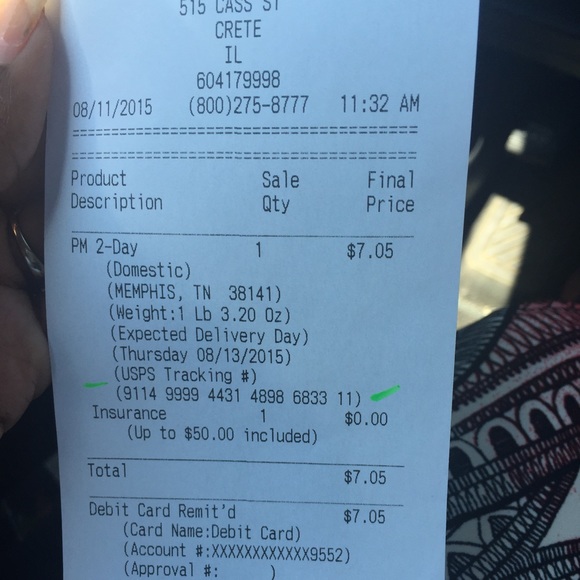 515 CASS ST
CRETE
IL
604179998
08/11/2015 (800)275-8777 11:32 AM
========================================
========================================
Product Sale Final
Description Qty Price
PM 2-Day 1 $7.05
(Domestic)
(MEMPHIS, TN 38141)
(Weight:1 Lb 3.20 Oz)
(Expected Delivery Day)
(Thursday 08/13/2015)
(USPS Tracking #)
(9114 9999 4431 4898 6833 11)
Insurance 1 $0.00
(Up to $50.00 included)
Total $7.05
Debit Card Remit'd $7.05
(Card Name:Debit Card)
(Account #:XXXXXXXXXXXX9552)
(Approval #: )